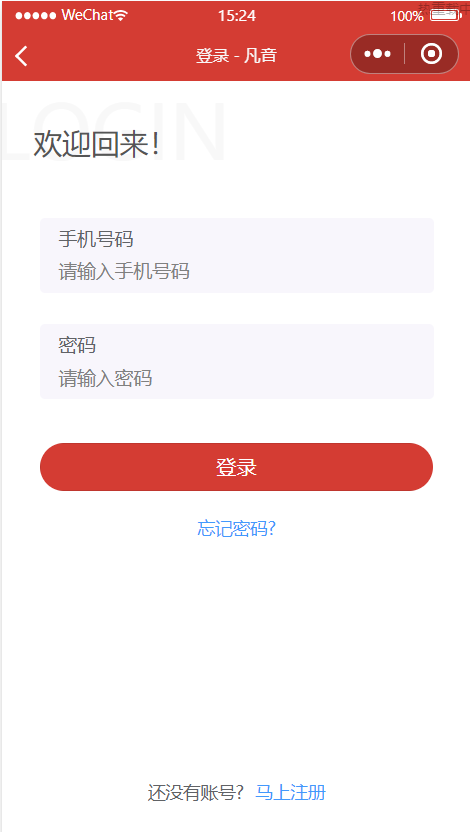 WeChat 15:24 100%
登录 - 凡音
LOGIN
欢迎回来！
手机号码
请输入手机号码
密码
请输入密码
登录
忘记密码?
还没有账号? 马上注册